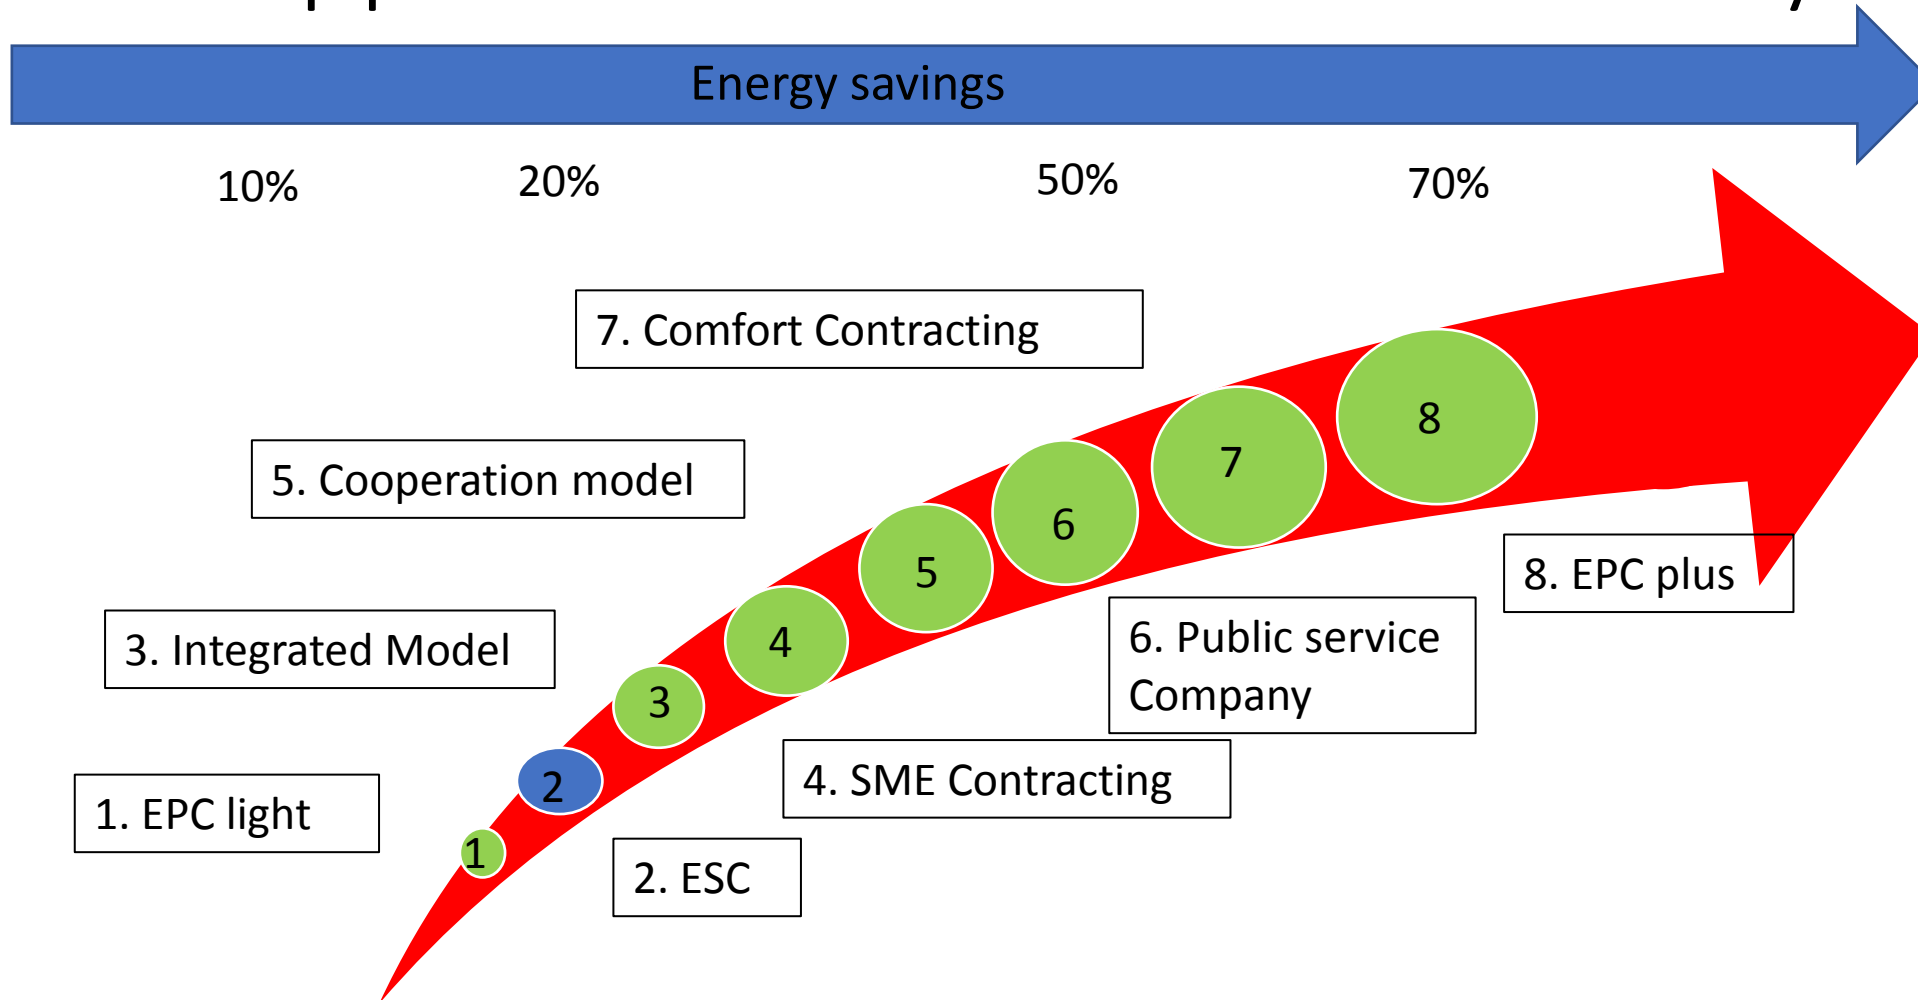 Energy savings
10%
20%
50%
70%
7. Comfort Contracting
5. Cooperation model
8. EPC plus
3. Integrated Model
6. Public service
Company
4. SME Contracting
1. EPC light
2. ESC
8
7
6
5
4
3
2
1